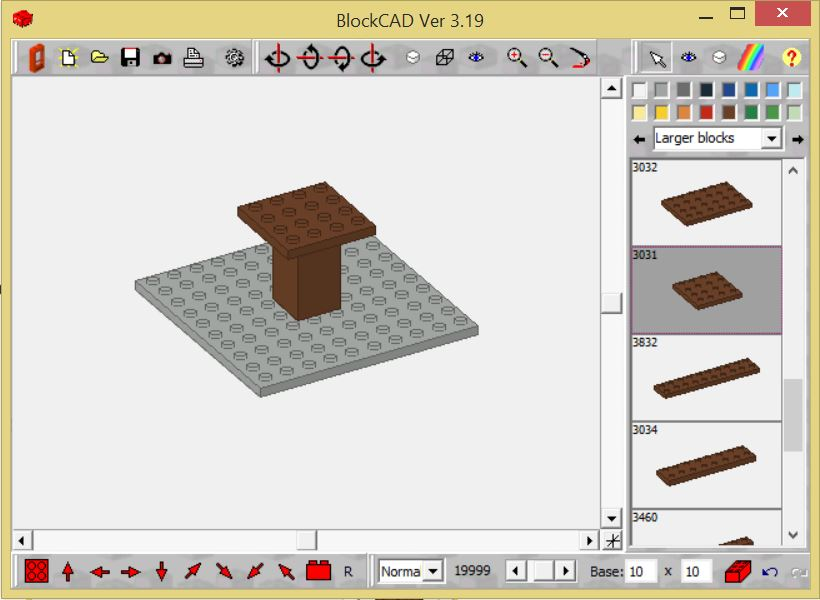 BlockCAD Ver 3.19
Larger blocks
3032
3031
3832
3034
3460
R
Norma
19999
Base: 10 x 10